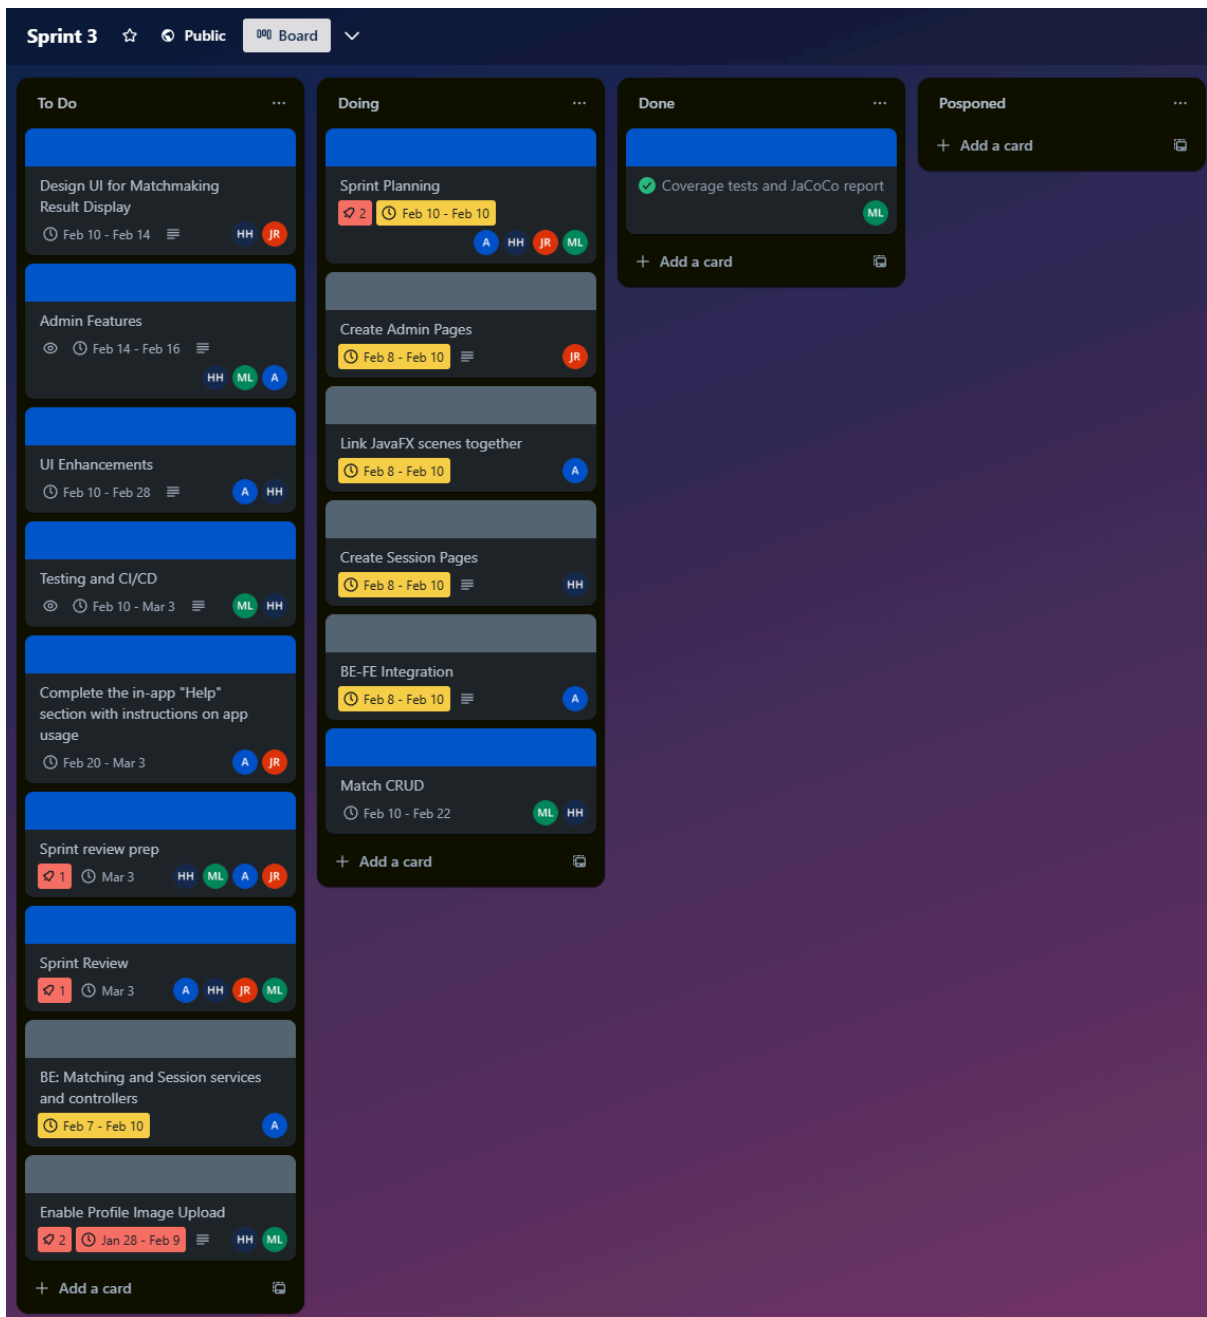 Sprint 3 Public Board
To Do
Design UI for Matchmaking
Result Display
Feb 10 - Feb 14 HH JR
Admin Features
Feb 14 - Feb 16
HH ML A
UI Enhancements
Feb 10 - Feb 28 A HH
Testing and CI/CD
Feb 10 - Mar 3 ML HH
Complete the in-app "Help"
section with instructions on app
usage
Feb 20 - Mar 3 A JR
Sprint review prep
1 Mar 3 HH ML A JR
Sprint Review
1 Mar 3 A HH JR ML
BE: Matching and Session services
and controllers
Feb 7 - Feb 10 A
Enable Profile Image Upload
2 Jan 28 - Feb 9 HH ML
+ Add a card
Doing
Sprint Planning
2 Feb 10 - Feb 10
A HH JR ML
Create Admin Pages
Feb 8 - Feb 10 JR
Link JavaFX scenes together
Feb 8 - Feb 10 A
Create Session Pages
Feb 8 - Feb 10 HH
BE-FE Integration
Feb 8 - Feb 10 A
Match CRUD
Feb 10 - Feb 22 ML HH
+ Add a card
Done
Coverage tests and JaCoCo report
ML
+ Add a card
Posponed
+ Add a card